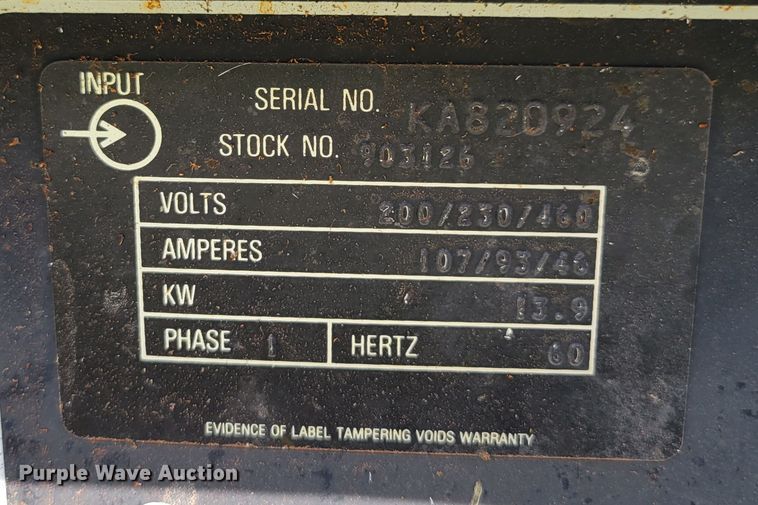 INPUT
SERIAL NO. KA820924
STOCK NO. 903126
VOLTS 200/230/460
AMPERES 107/93/46
KW 13.9
PHASE 1 HERTZ 60
EVIDENCE OF LABEL TAMPERING VOIDS WARRANTY
Purple Wave Auction